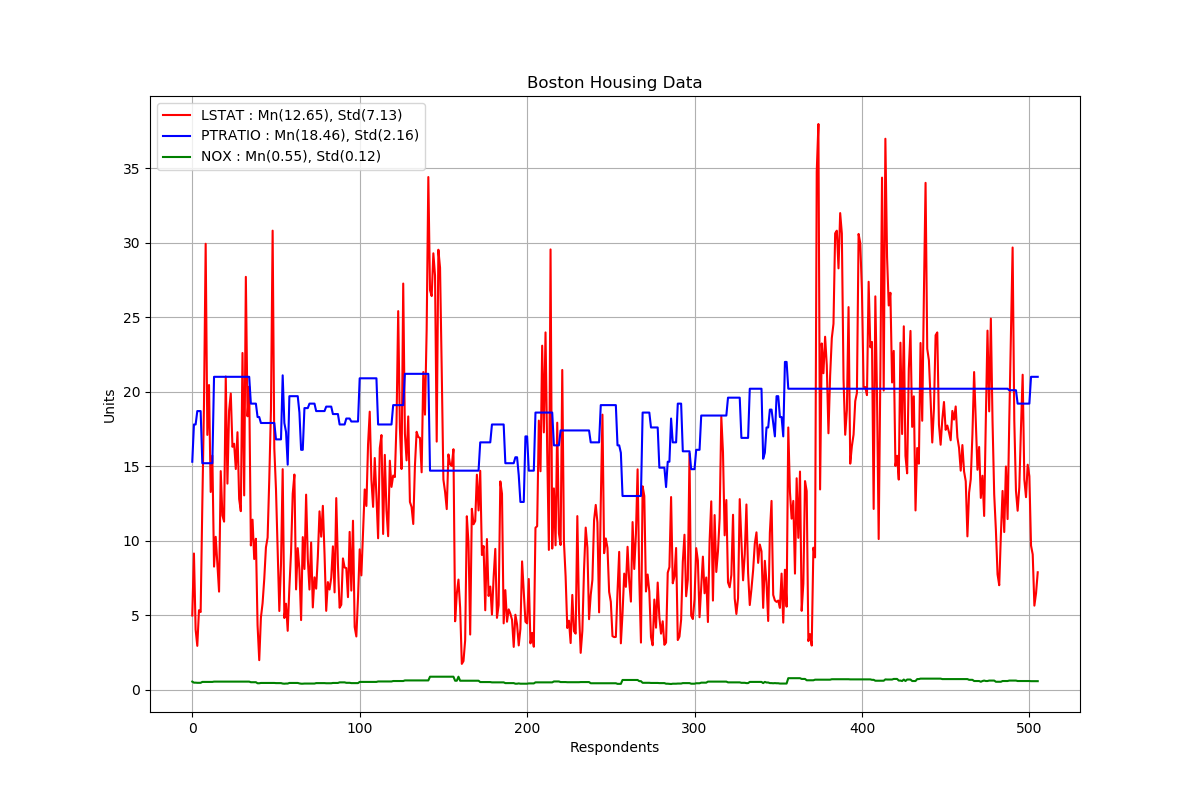 Boston Housing Data
LSTAT : Mn(12.65), Std(7.13)
PTRATIO : Mn(18.46), Std(2.16)
NOX : Mn(0.55), Std(0.12)
Units
35
30
25
20
15
10
5
0
0 100 200 300 400 500
Respondents